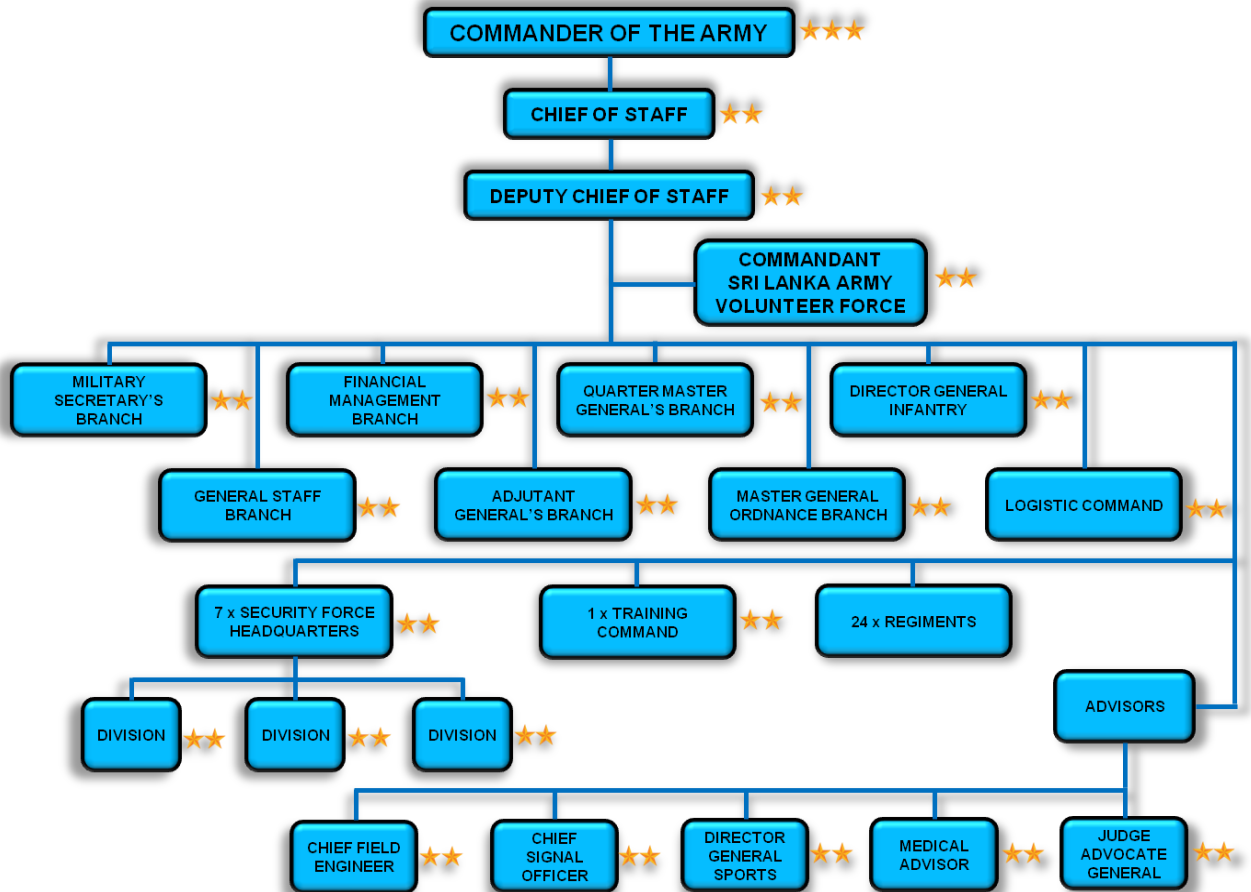 COMMANDER OF THE ARMY
CHIEF OF STAFF
DEPUTY CHIEF OF STAFF
COMMANDANT
SRI LANKA ARMY
VOLUNTEER FORCE
MILITARY
SECRETARY'S
BRANCH
FINANCIAL
MANAGEMENT
BRANCH
QUARTER MASTER
GENERAL'S BRANCH
DIRECTOR GENERAL
INFANTRY
GENERAL STAFF
BRANCH
ADJUTANT
GENERAL'S BRANCH
MASTER GENERAL
ORDNANCE BRANCH
LOGISTIC COMMAND
7 x SECURITY FORCE
HEADQUARTERS
1 x TRAINING
COMMAND
24 x REGIMENTS
ADVISORS
DIVISION
DIVISION
DIVISION
CHIEF FIELD
ENGINEER
CHIEF
SIGNAL
OFFICER
DIRECTOR
GENERAL
SPORTS
MEDICAL
ADVISOR
JUDGE
ADVOCATE
GENERAL